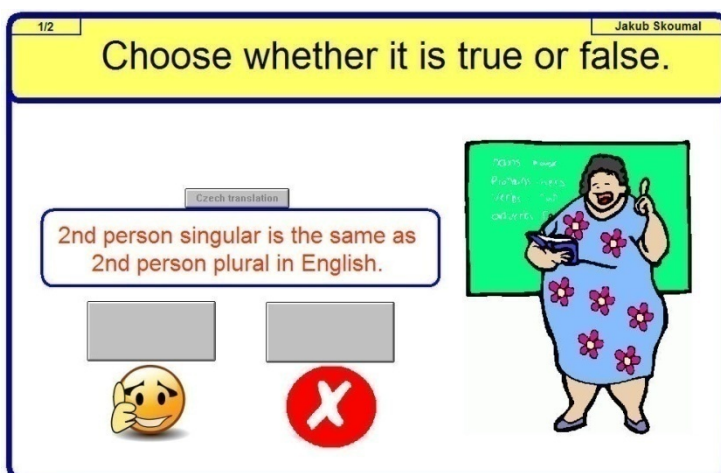 1/2
Jakub Skoumal
Choose whether it is true or false.
Czech translation
2nd person singular is the same as
2nd person plural in English.